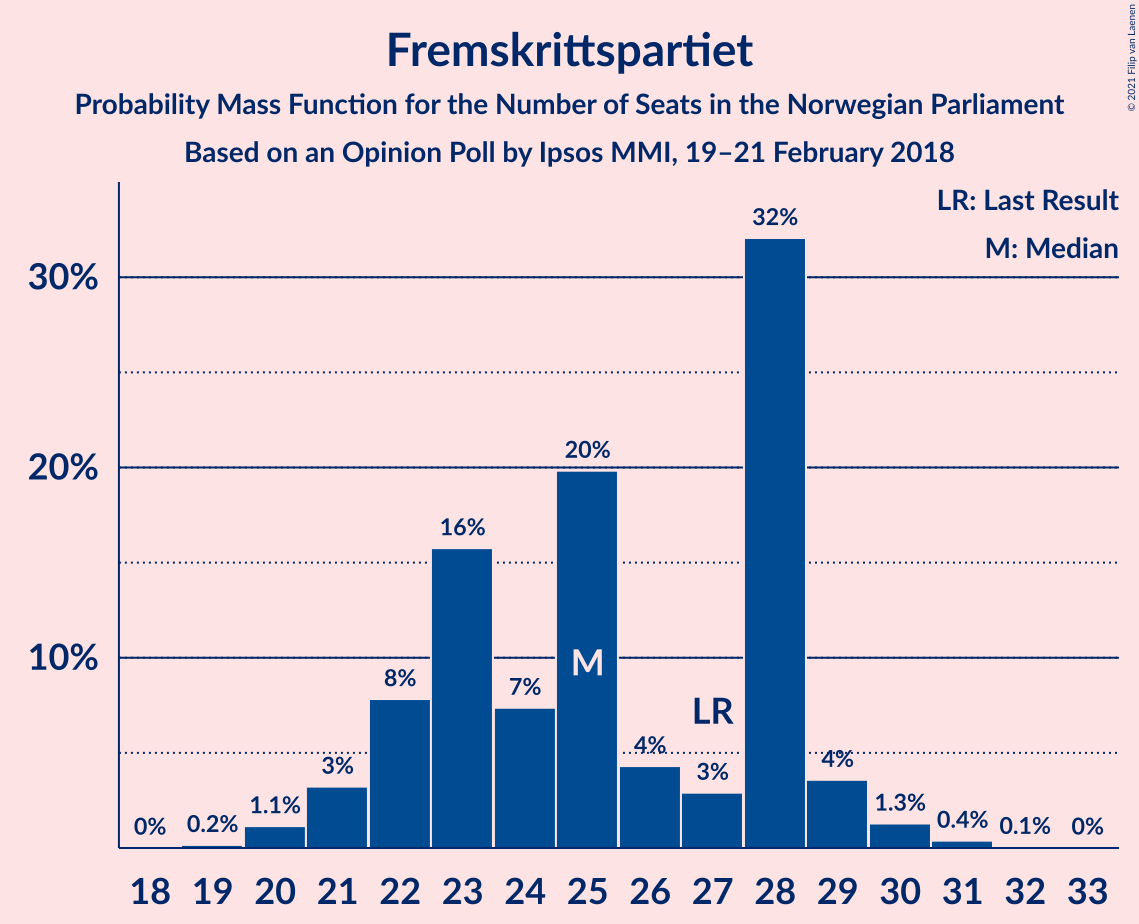 Fremskrittspartiet
Probability Mass Function for the Number of Seats in the Norwegian Parliament
Based on an Opinion Poll by Ipsos MMI, 19–21 February 2018
© 2021 Filip van Laenen
LR: Last Result
M: Median
30%
20%
10%
0%
0.2%
1.1%
3%
8%
16%
7%
20%
4%
3%
32%
4%
1.3%
0.4%
0.1%
0%
M
LR
18 19 20 21 22 23 24 25 26 27 28 29 30 31 32 33